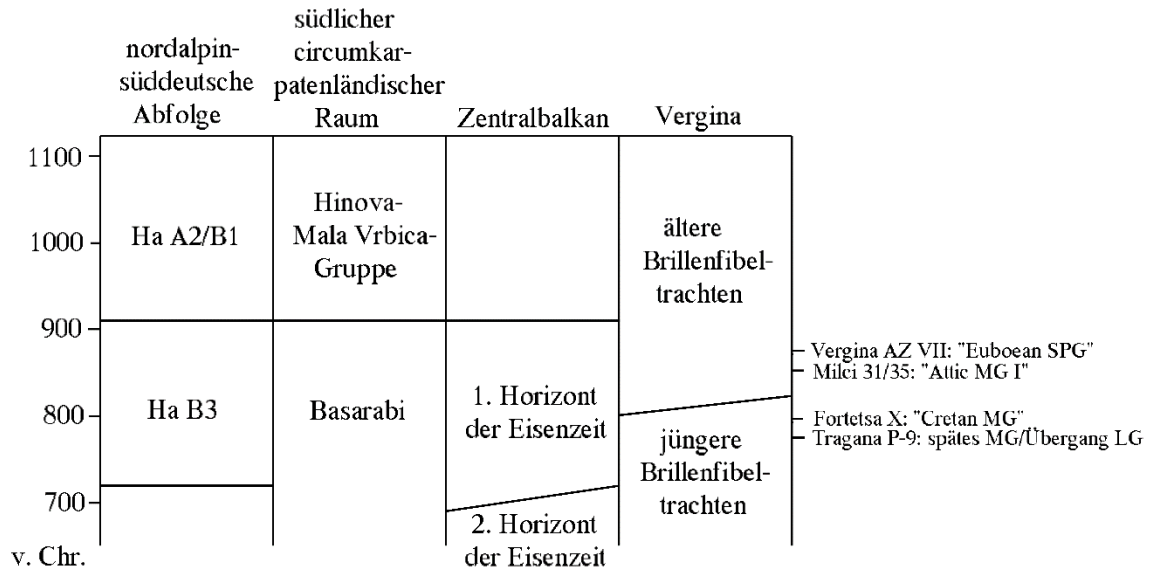 nordalpin-
süddeutsche
Abfolge
südlicher
circumkar-
patenländischer
Raum
Zentralbalkan
Vergina
1100
1000
900
800
700
v. Chr.
Ha A2/B1
Ha B3
Hinova-
Mala Vrbica-
Gruppe
Basarabi
1. Horizont
der Eisenzeit
2. Horizont
der Eisenzeit
ältere
Brillenfibel-
trachten
jüngere
Brillenfibel-
trachten
Vergina AZ VII: "Euboean SPG"
Milci 31/35: "Attic MG I"
Fortetsa X: "Cretan MG"
Tragana P-9: spätes MG/Übergang LG